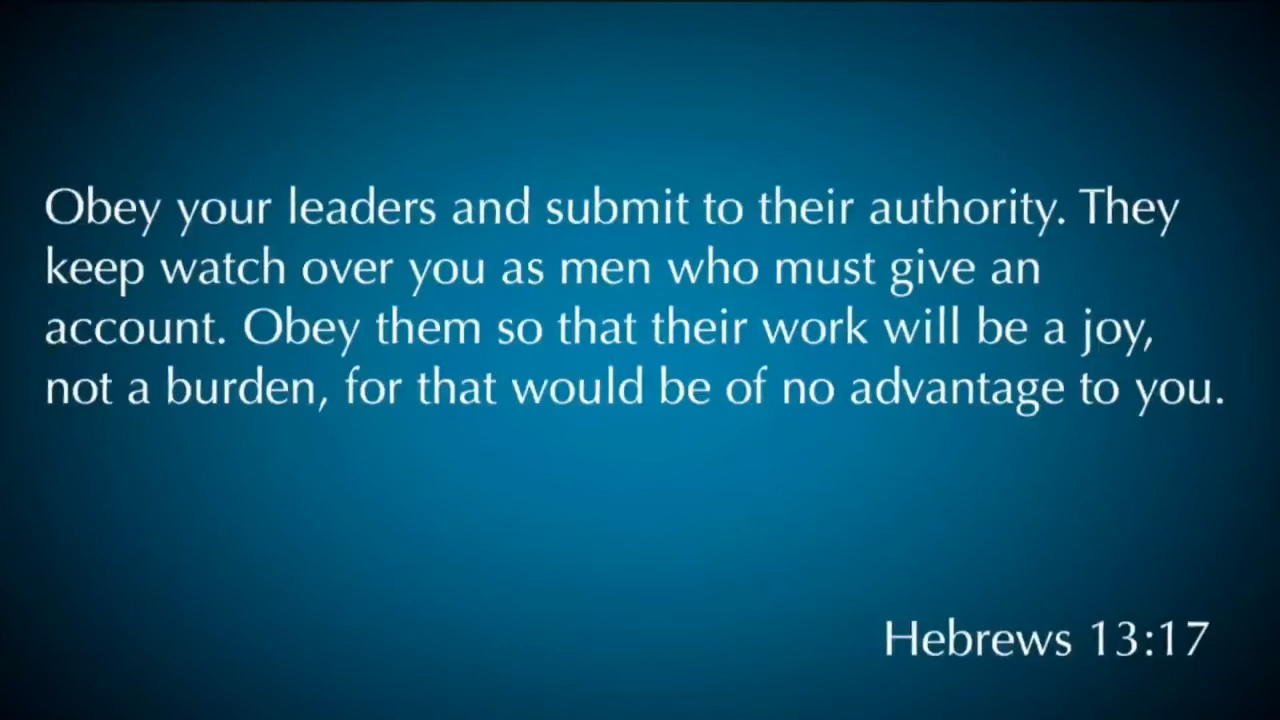 Obey your leaders and submit to their authority. They
keep watch over you as men who must give an
account. Obey them so that their work will be a joy,
not a burden, for that would be of no advantage to you.
Hebrews 13:17